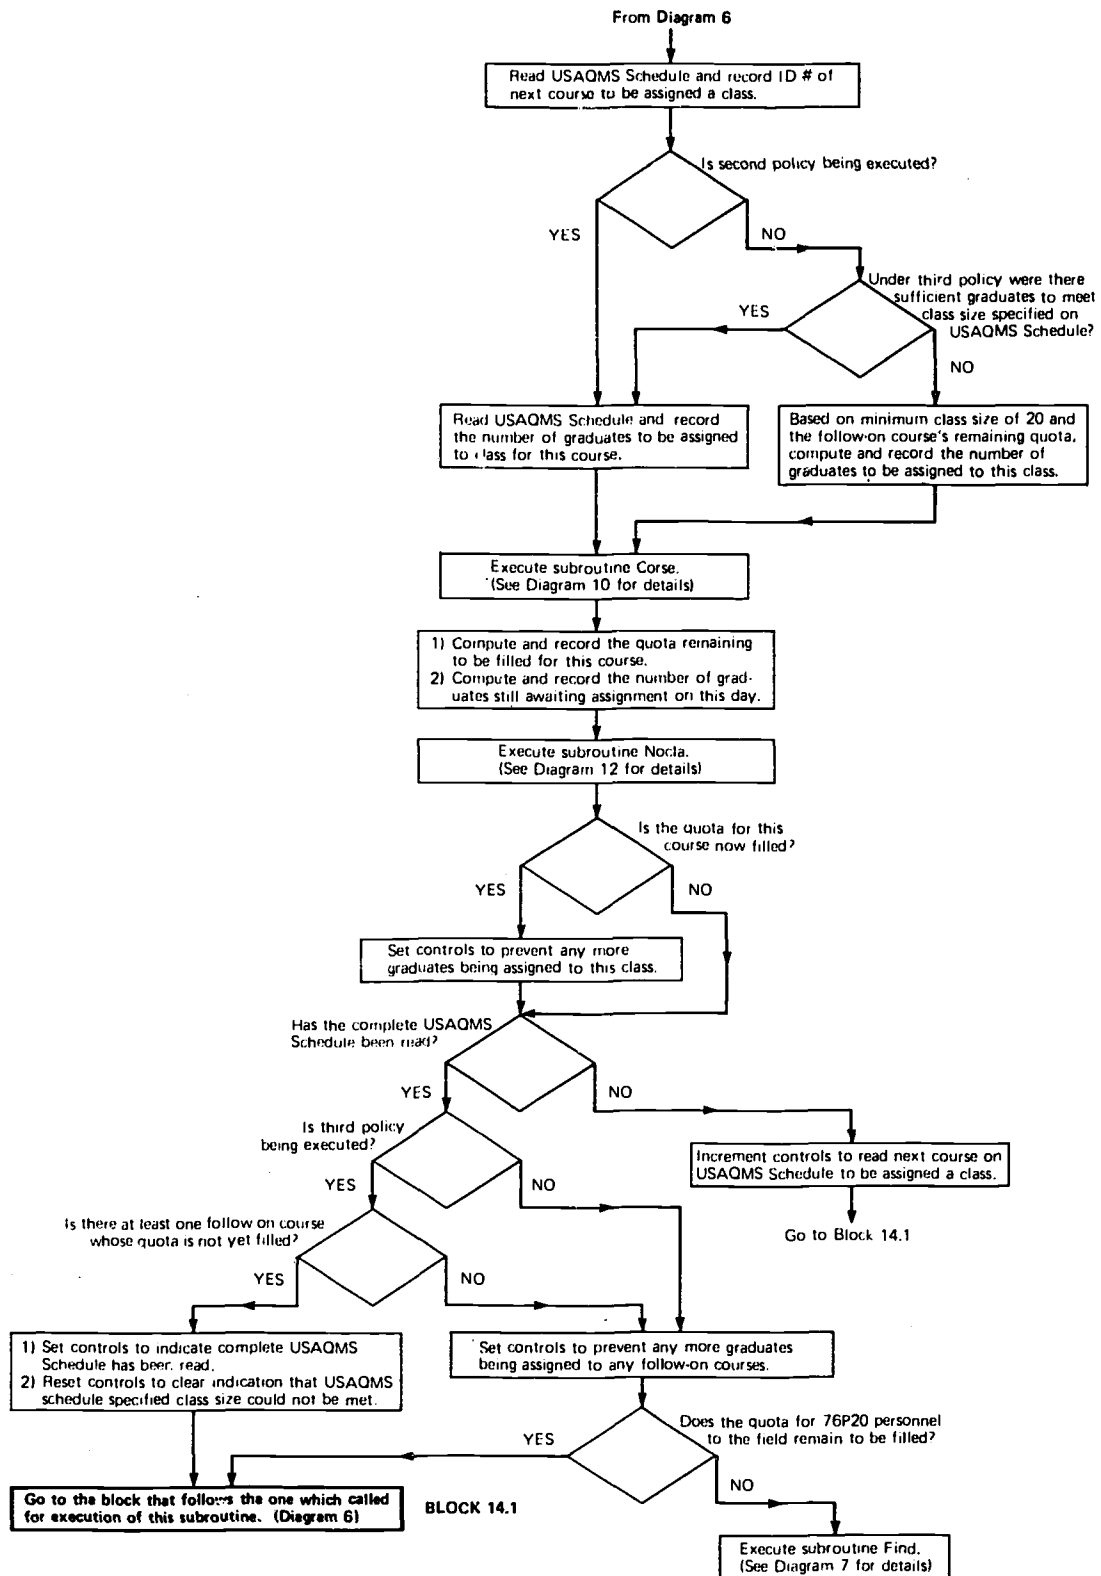 From Diagram 6
Read USAQMS Schedule and record ID # of
next course to be assigned a class.
Is second policy being executed?
YES
NO
Under third policy were there
sufficient graduates to meet
class size specified on
USAQMS Schedule?
YES
NO
Read USAQMS Schedule and record
the number of graduates to be assigned
to class for this course.
Based on minimum class size of 20 and
the follow-on course's remaining quota,
compute and record the number of
graduates to be assigned to this class.
Execute subroutine Corse.
(See Diagram 10 for details)
1) Compute and record the quota remaining
to be filled for this course.
2) Compute and record the number of grad-
uates still awaiting assignment on this day.
Execute subroutine Nocla.
(See Diagram 12 for details)
Is the quota for this
course now filled?
YES
NO
Set controls to prevent any more
graduates being assigned to this class.
Has the complete USAQMS
Schedule been read?
YES
NO
Is third policy
being executed?
Increment controls to read next course on
USAQMS Schedule to be assigned a class.
YES
NO
Go to Block 14.1
Is there at least one follow on course
whose quota is not yet filled?
YES
NO
1) Set controls to indicate complete USAQMS
Schedule has been read.
2) Reset controls to clear indication that USAQMS
schedule specified class size could not be met.
Set controls to prevent any more graduates
being assigned to any follow-on courses.
Does the quota for 76P20 personnel
to the field remain to be filled?
YES
NO
Go to the block that follows the one which called
for execution of this subroutine. (Diagram 6)
BLOCK 14.1
Execute subroutine Find.
(See Diagram 7 for details)